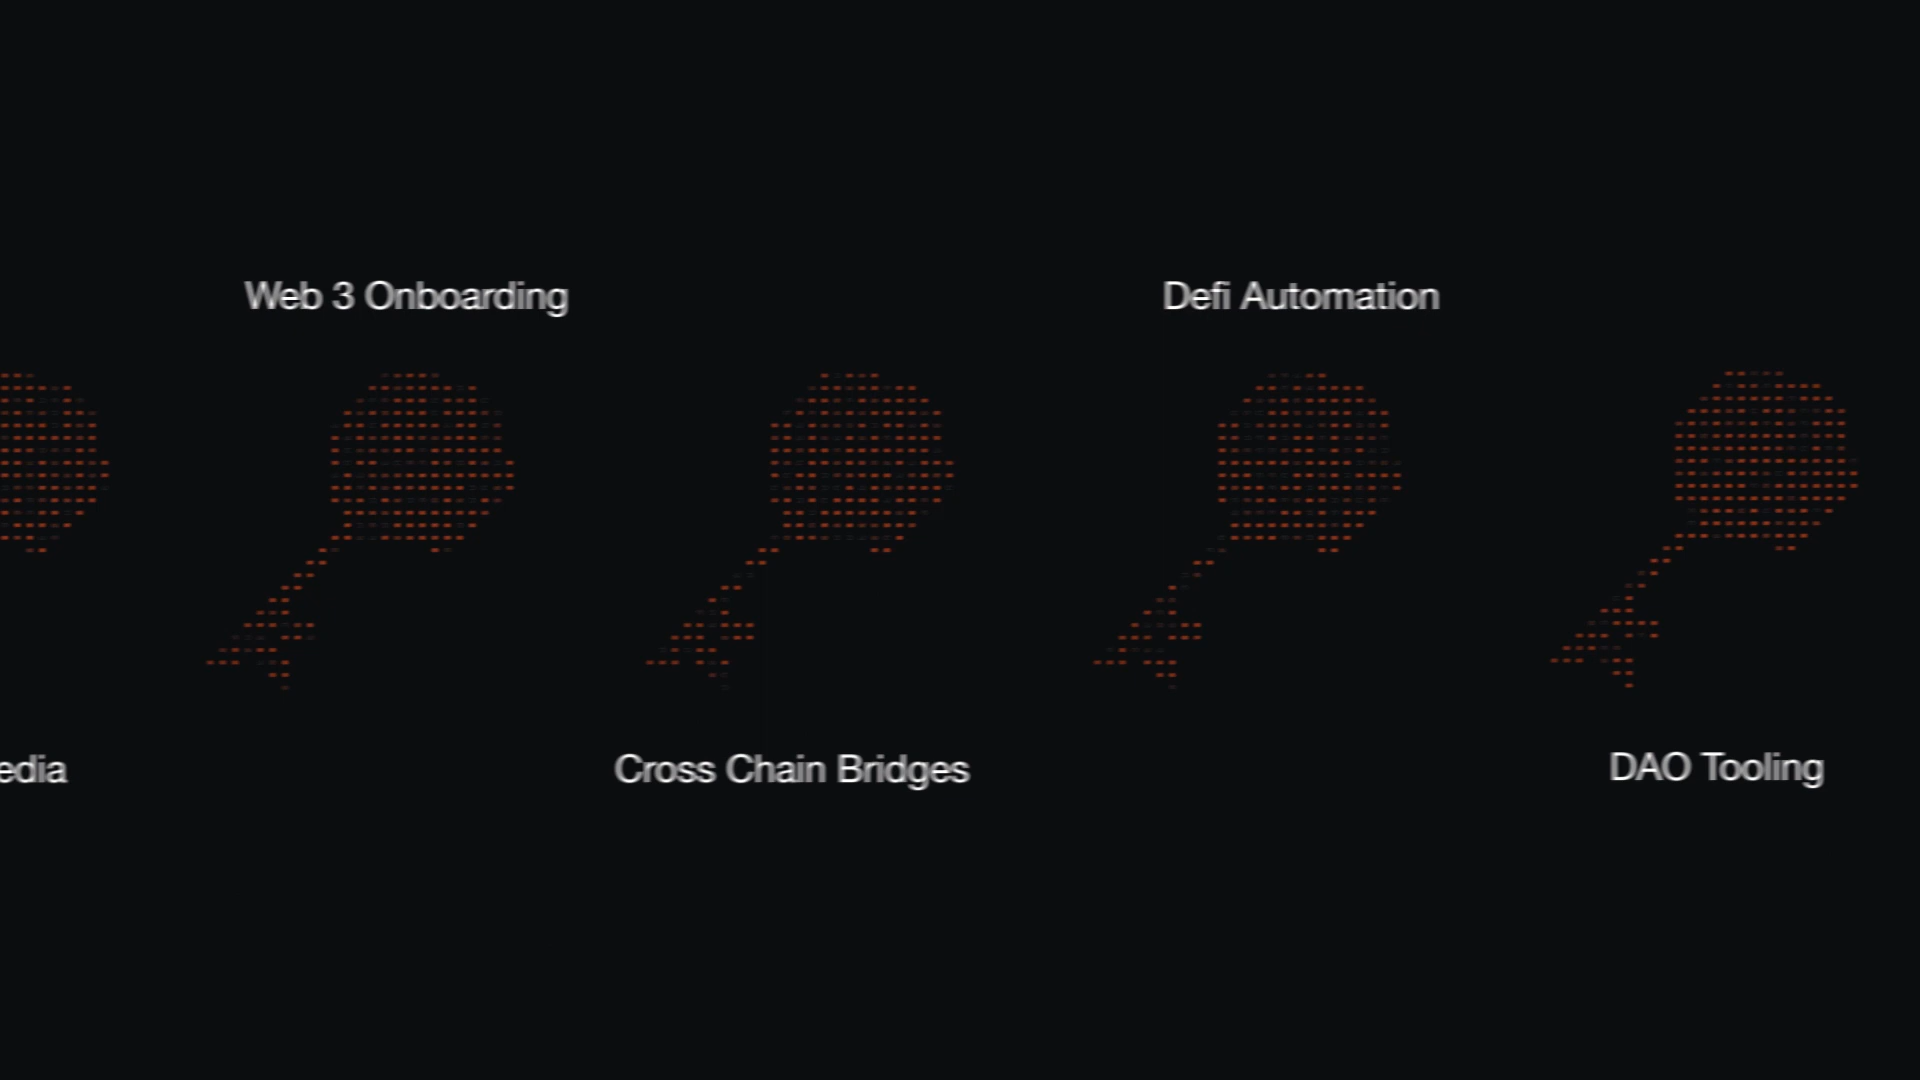 Web 3 Onboarding
Defi Automation
edia
Cross Chain Bridges
DAO Tooling